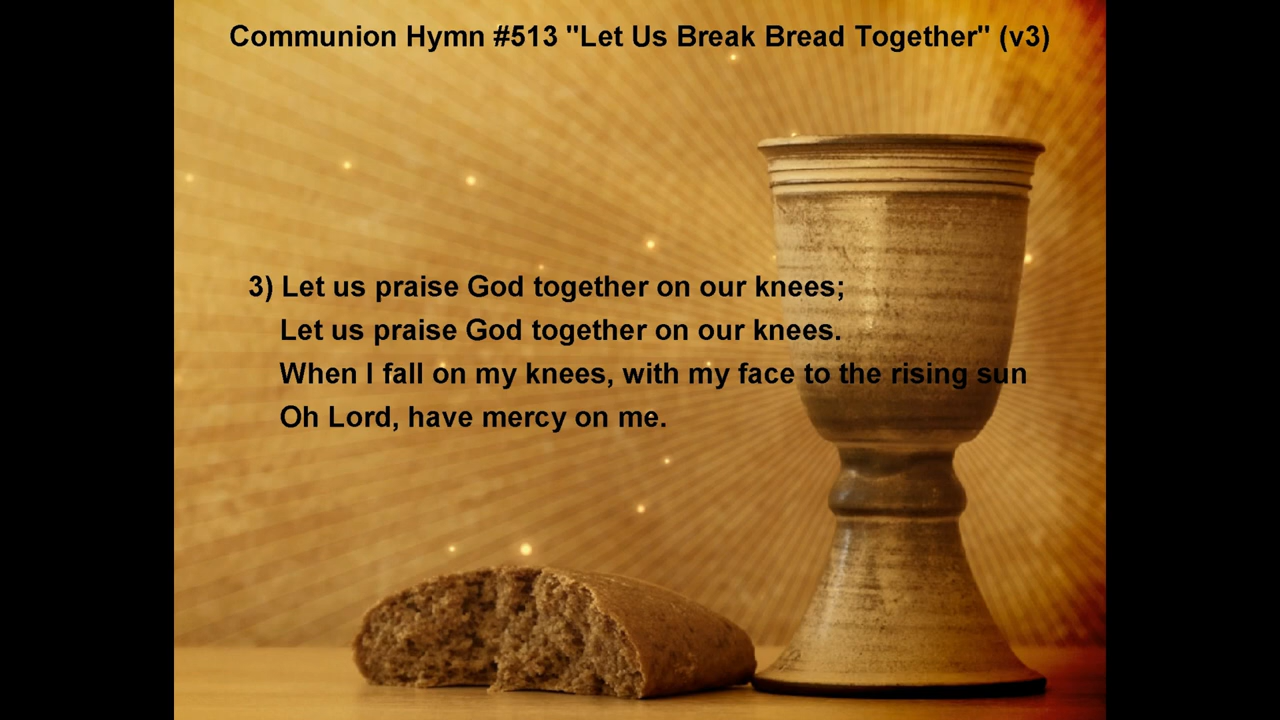 Communion Hymn #513 "Let Us Break Bread Together" (v3)
3) Let us praise God together on our knees;
Let us praise God together on our knees.
When I fall on my knees, with my face to the rising sun
Oh Lord, have mercy on me.